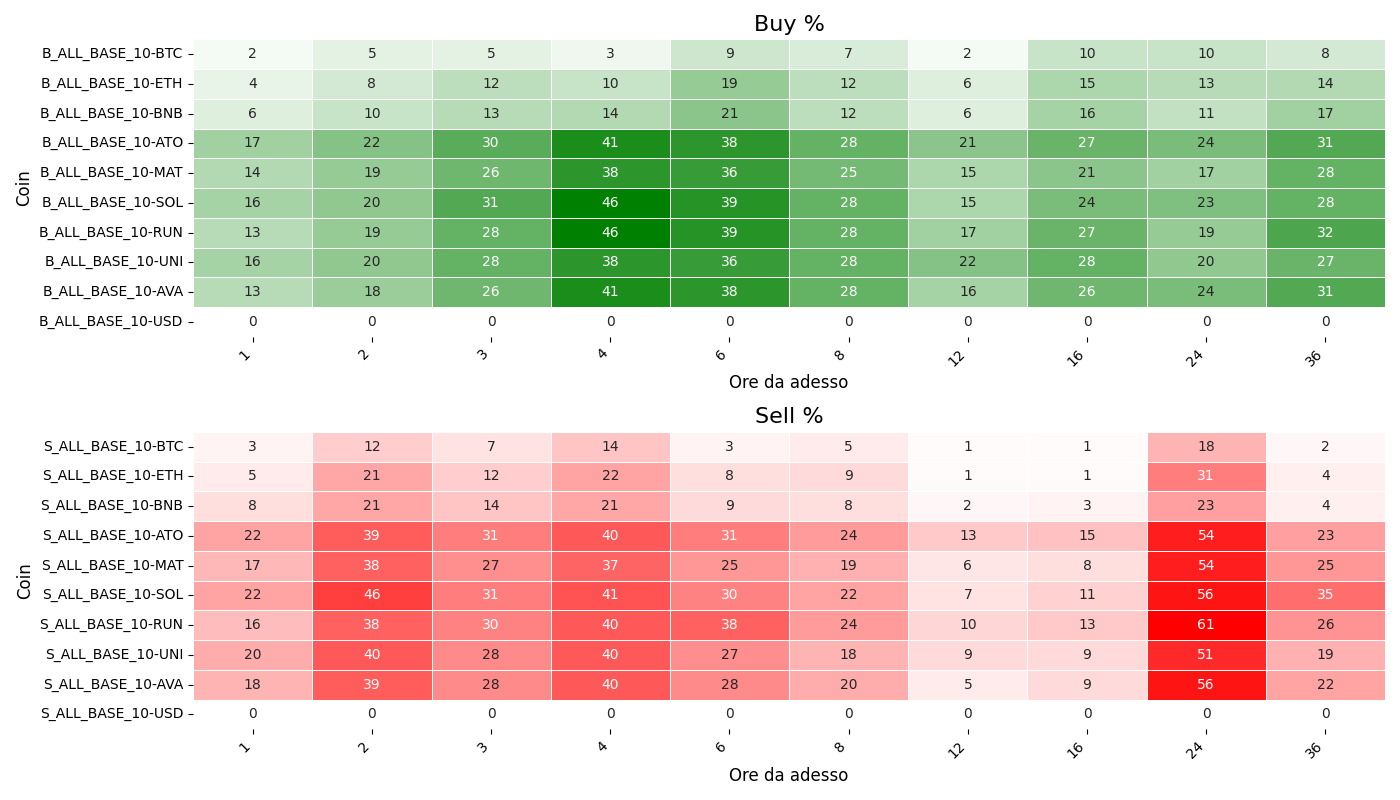 Buy %
Coin
B_ALL_BASE_10-BTC 2 5 5 3 9 7 2 10 10 8
B_ALL_BASE_10-ETH 4 8 12 10 19 12 6 15 13 14
B_ALL_BASE_10-BNB 6 10 13 14 21 12 6 16 11 17
B_ALL_BASE_10-ATO 17 22 30 41 38 28 21 27 24 31
B_ALL_BASE_10-MAT 14 19 26 38 36 25 15 21 17 28
B_ALL_BASE_10-SOL 16 20 31 46 39 28 15 24 23 28
B_ALL_BASE_10-RUN 13 19 28 46 39 28 17 27 19 32
B_ALL_BASE_10-UNI 16 20 28 38 36 28 22 28 20 27
B_ALL_BASE_10-AVA 13 18 26 41 38 28 16 26 24 31
B_ALL_BASE_10-USD 0 0 0 0 0 0 0 0 0 0
1 2 3 4 6 8 12 16 24 36
Ore da adesso
Sell %
Coin
S_ALL_BASE_10-BTC 3 12 7 14 3 5 1 1 18 2
S_ALL_BASE_10-ETH 5 21 12 22 8 9 1 1 31 4
S_ALL_BASE_10-BNB 8 21 14 21 9 8 2 3 23 4
S_ALL_BASE_10-ATO 22 39 31 40 31 24 13 15 54 23
S_ALL_BASE_10-MAT 17 38 27 37 25 19 6 8 54 25
S_ALL_BASE_10-SOL 22 46 31 41 30 22 7 11 56 35
S_ALL_BASE_10-RUN 16 38 30 40 38 24 10 13 61 26
S_ALL_BASE_10-UNI 20 40 28 40 27 18 9 9 51 19
S_ALL_BASE_10-AVA 18 39 28 40 28 20 5 9 56 22
S_ALL_BASE_10-USD 0 0 0 0 0 0 0 0 0 0
1 2 3 4 6 8 12 16 24 36
Ore da adesso